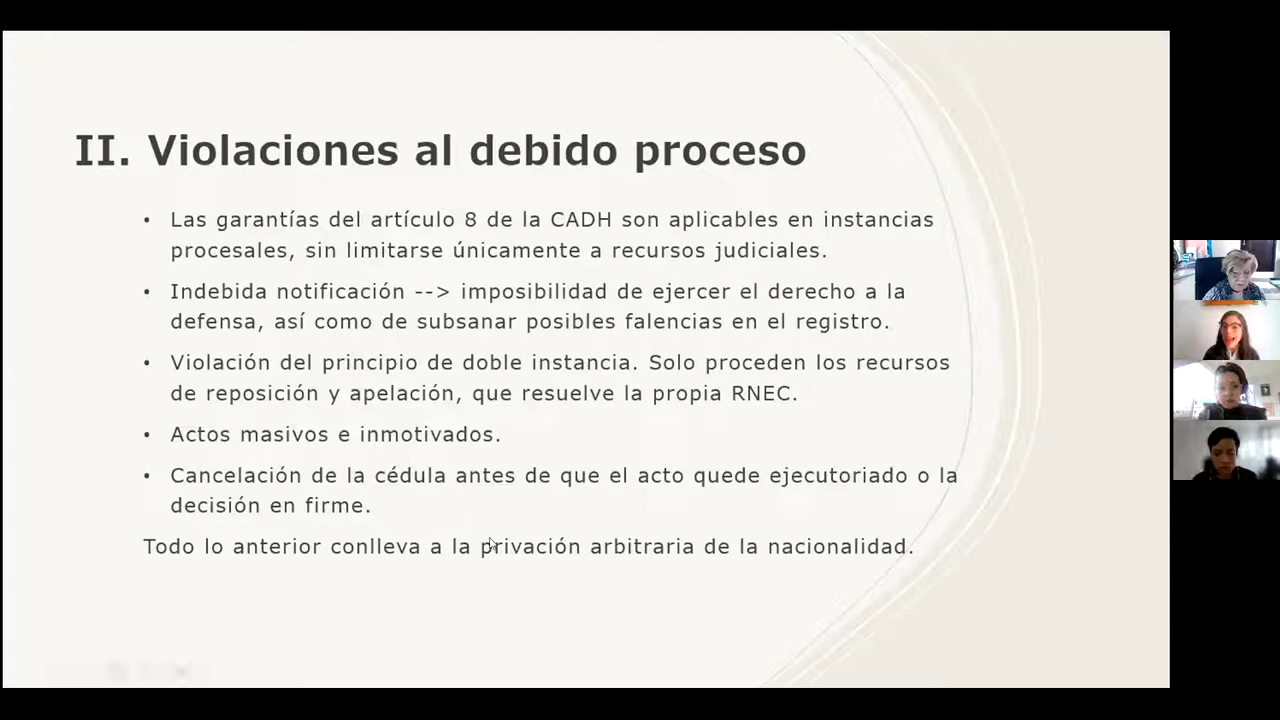 II. Violaciones al debido proceso
• Las garantías del artículo 8 de la CADH son aplicables en instancias
procesales, sin limitarse únicamente a recursos judiciales.
• Indebida notificación --> imposibilidad de ejercer el derecho a la
defensa, así como de subsanar posibles falencias en el registro.
• Violación del principio de doble instancia. Solo proceden los recursos
de reposición y apelación, que resuelve la propia RNEC.
• Actos masivos e inmotivados.
• Cancelación de la cédula antes de que el acto quede ejecutoriado o la
decisión en firme.
Todo lo anterior conlleva a la privación arbitraria de la nacionalidad.